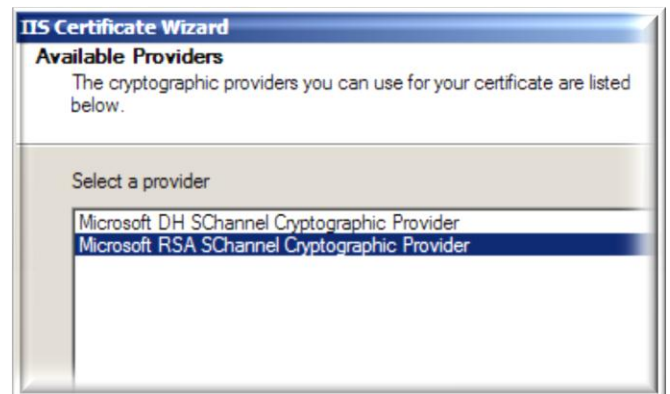 IIS Certificate Wizard
Available Providers
The cryptographic providers you can use for your certificate are listed
below.
Select a provider
Microsoft DH SChannel Cryptographic Provider
Microsoft RSA SChannel Cryptographic Provider